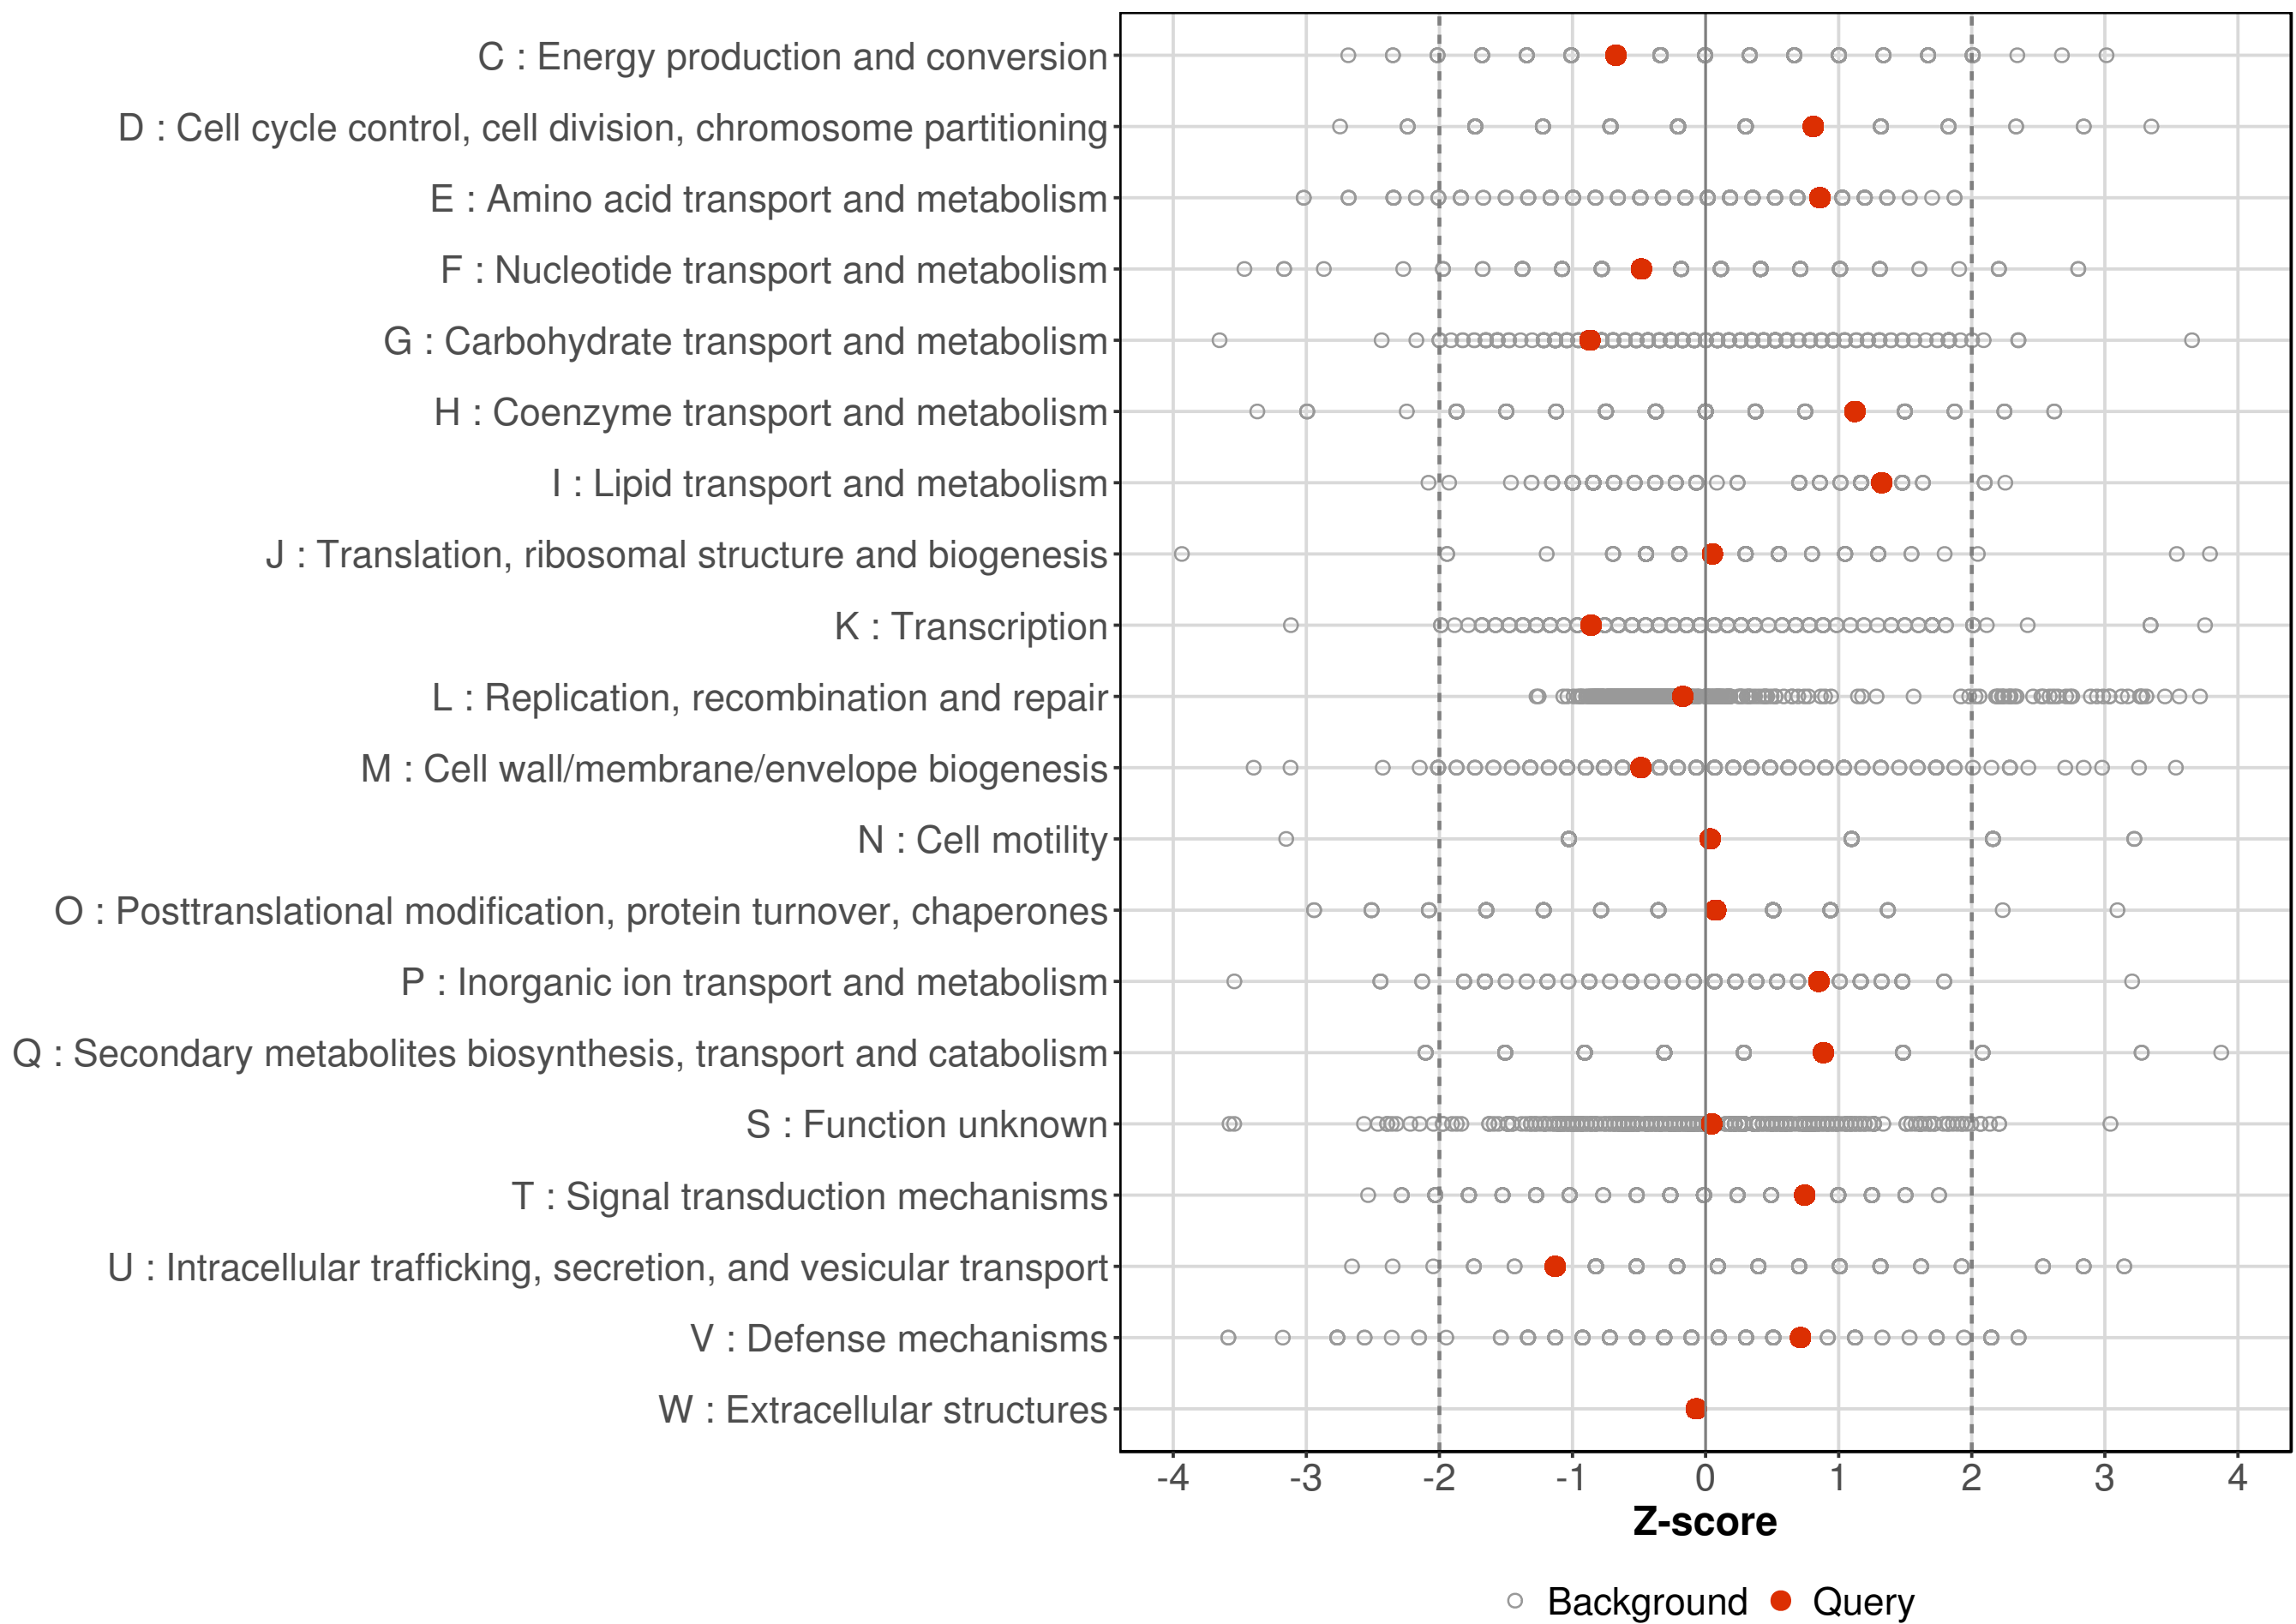 C : Energy production and conversion
D : Cell cycle control, cell division, chromosome partitioning
E : Amino acid transport and metabolism
F : Nucleotide transport and metabolism
G : Carbohydrate transport and metabolism
H : Coenzyme transport and metabolism
I : Lipid transport and metabolism
J : Translation, ribosomal structure and biogenesis
K : Transcription
L : Replication, recombination and repair
M : Cell wall/membrane/envelope biogenesis
N : Cell motility
O : Posttranslational modification, protein turnover, chaperones
P : Inorganic ion transport and metabolism
Q : Secondary metabolites biosynthesis, transport and catabolism
S : Function unknown
T : Signal transduction mechanisms
U : Intracellular trafficking, secretion, and vesicular transport
V : Defense mechanisms
W : Extracellular structures
-4 -3 -2 -1 0 1 2 3 4
Z-score
Background Query